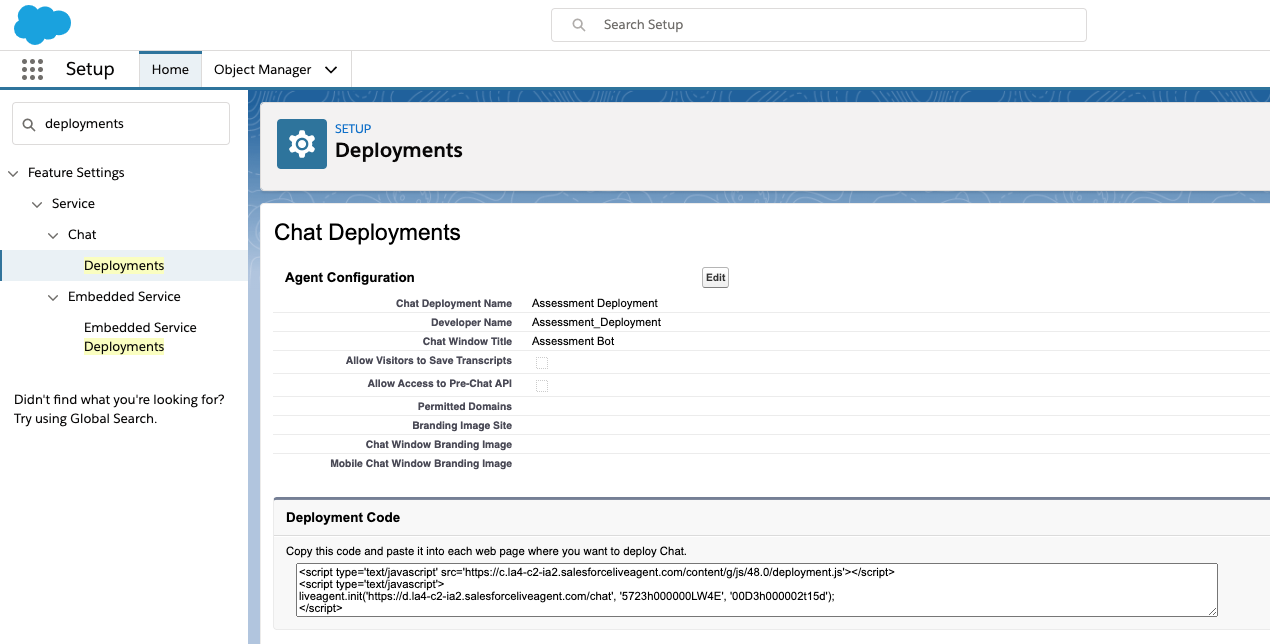 Search Setup
Setup
Home
Object Manager
deployments
Feature Settings
Service
Chat
Deployments
Embedded Service
Embedded Service
Deployments
Didn't find what you're looking for?
Try using Global Search.
SETUP
Deployments
Chat Deployments
Agent Configuration
Edit
Chat Deployment Name Assessment Deployment
Developer Name Assessment_Deployment
Chat Window Title Assessment Bot
Allow Visitors to Save Transcripts
Allow Access to Pre-Chat API
Permitted Domains
Branding Image Site
Chat Window Branding Image
Mobile Chat Window Branding Image
Deployment Code
Copy this code and paste it into each web page where you want to deploy Chat.
<script type='text/javascript' src='https://c.la4-c2-ia2.salesforceliveagent.com/content/g/js/48.0/deployment.js'></script>
<script type='text/javascript'>
liveagent.init('https://d.la4-c2-ia2.salesforceliveagent.com/chat', '5723h000000LW4E', '00D3h000002t15d');
</script>